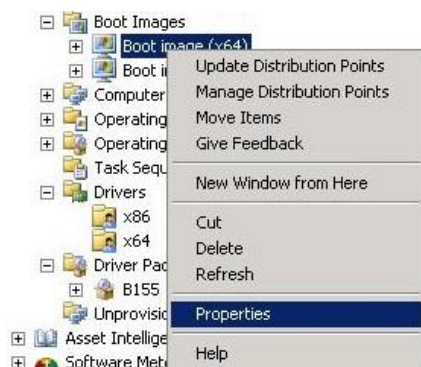 Boot Images
Boot image (x64)
Boot i
Update Distribution Points
Manage Distribution Points
Move Items
Give Feedback
New Window from Here
Cut
Delete
Refresh
Properties
Help
Computer
Operating
Operating
Task Sequ
Drivers
x86
x64
Driver Pac
B155
Unprovisio
Asset Intellige
Software Mete